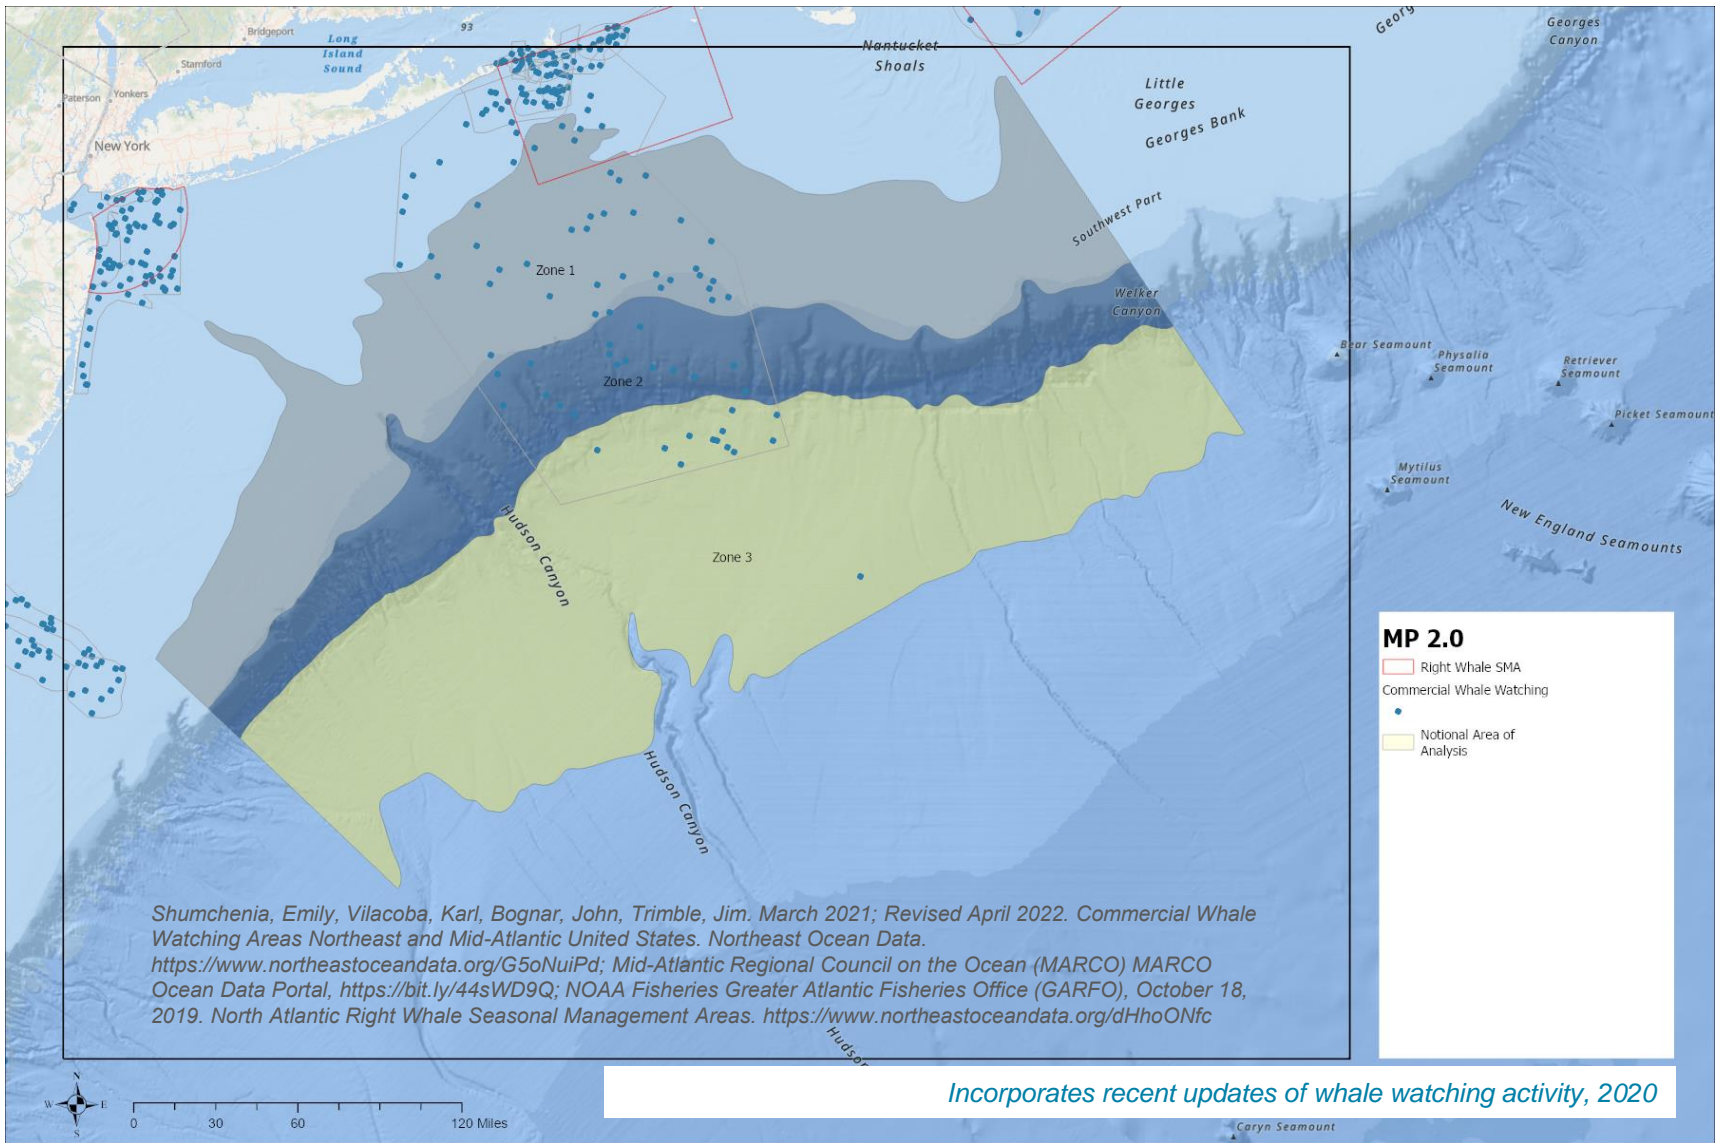 Bridgeport
Long
Island
Sound
93
Stamford
Paterson
Yonkers
New York
Nantucket
Shoals
Georg
Georges
Canyon
Little
Georges
Georges Bank
Southwest Part
Welker
Canyon
Zone 1
Zone 2
Zone 3
Bear Seamount
Physalia
Seamount
Retriever
Seamount
Picket Seamount
Mytilus
Seamount
New England Seamounts
Hudson Canyon
Hudson Canyon
Hudson
MP 2.0
Right Whale SMA
Commercial Whale Watching
Notional Area of
Analysis
Shumchenia, Emily, Vilacoba, Karl, Bognar, John, Trimble, Jim. March 2021; Revised April 2022. Commercial Whale
Watching Areas Northeast and Mid-Atlantic United States. Northeast Ocean Data.
https://www.northeastoceandata.org/G5oNuiPd; Mid-Atlantic Regional Council on the Ocean (MARCO) MARCO
Ocean Data Portal, https://bit.ly/44sWD9Q; NOAA Fisheries Greater Atlantic Fisheries Office (GARFO), October 18,
2019. North Atlantic Right Whale Seasonal Management Areas. https://www.northeastoceandata.org/dHhoONfc
Incorporates recent updates of whale watching activity, 2020
N
W E
S
0 30 60 120 Miles
Caryn Seamount